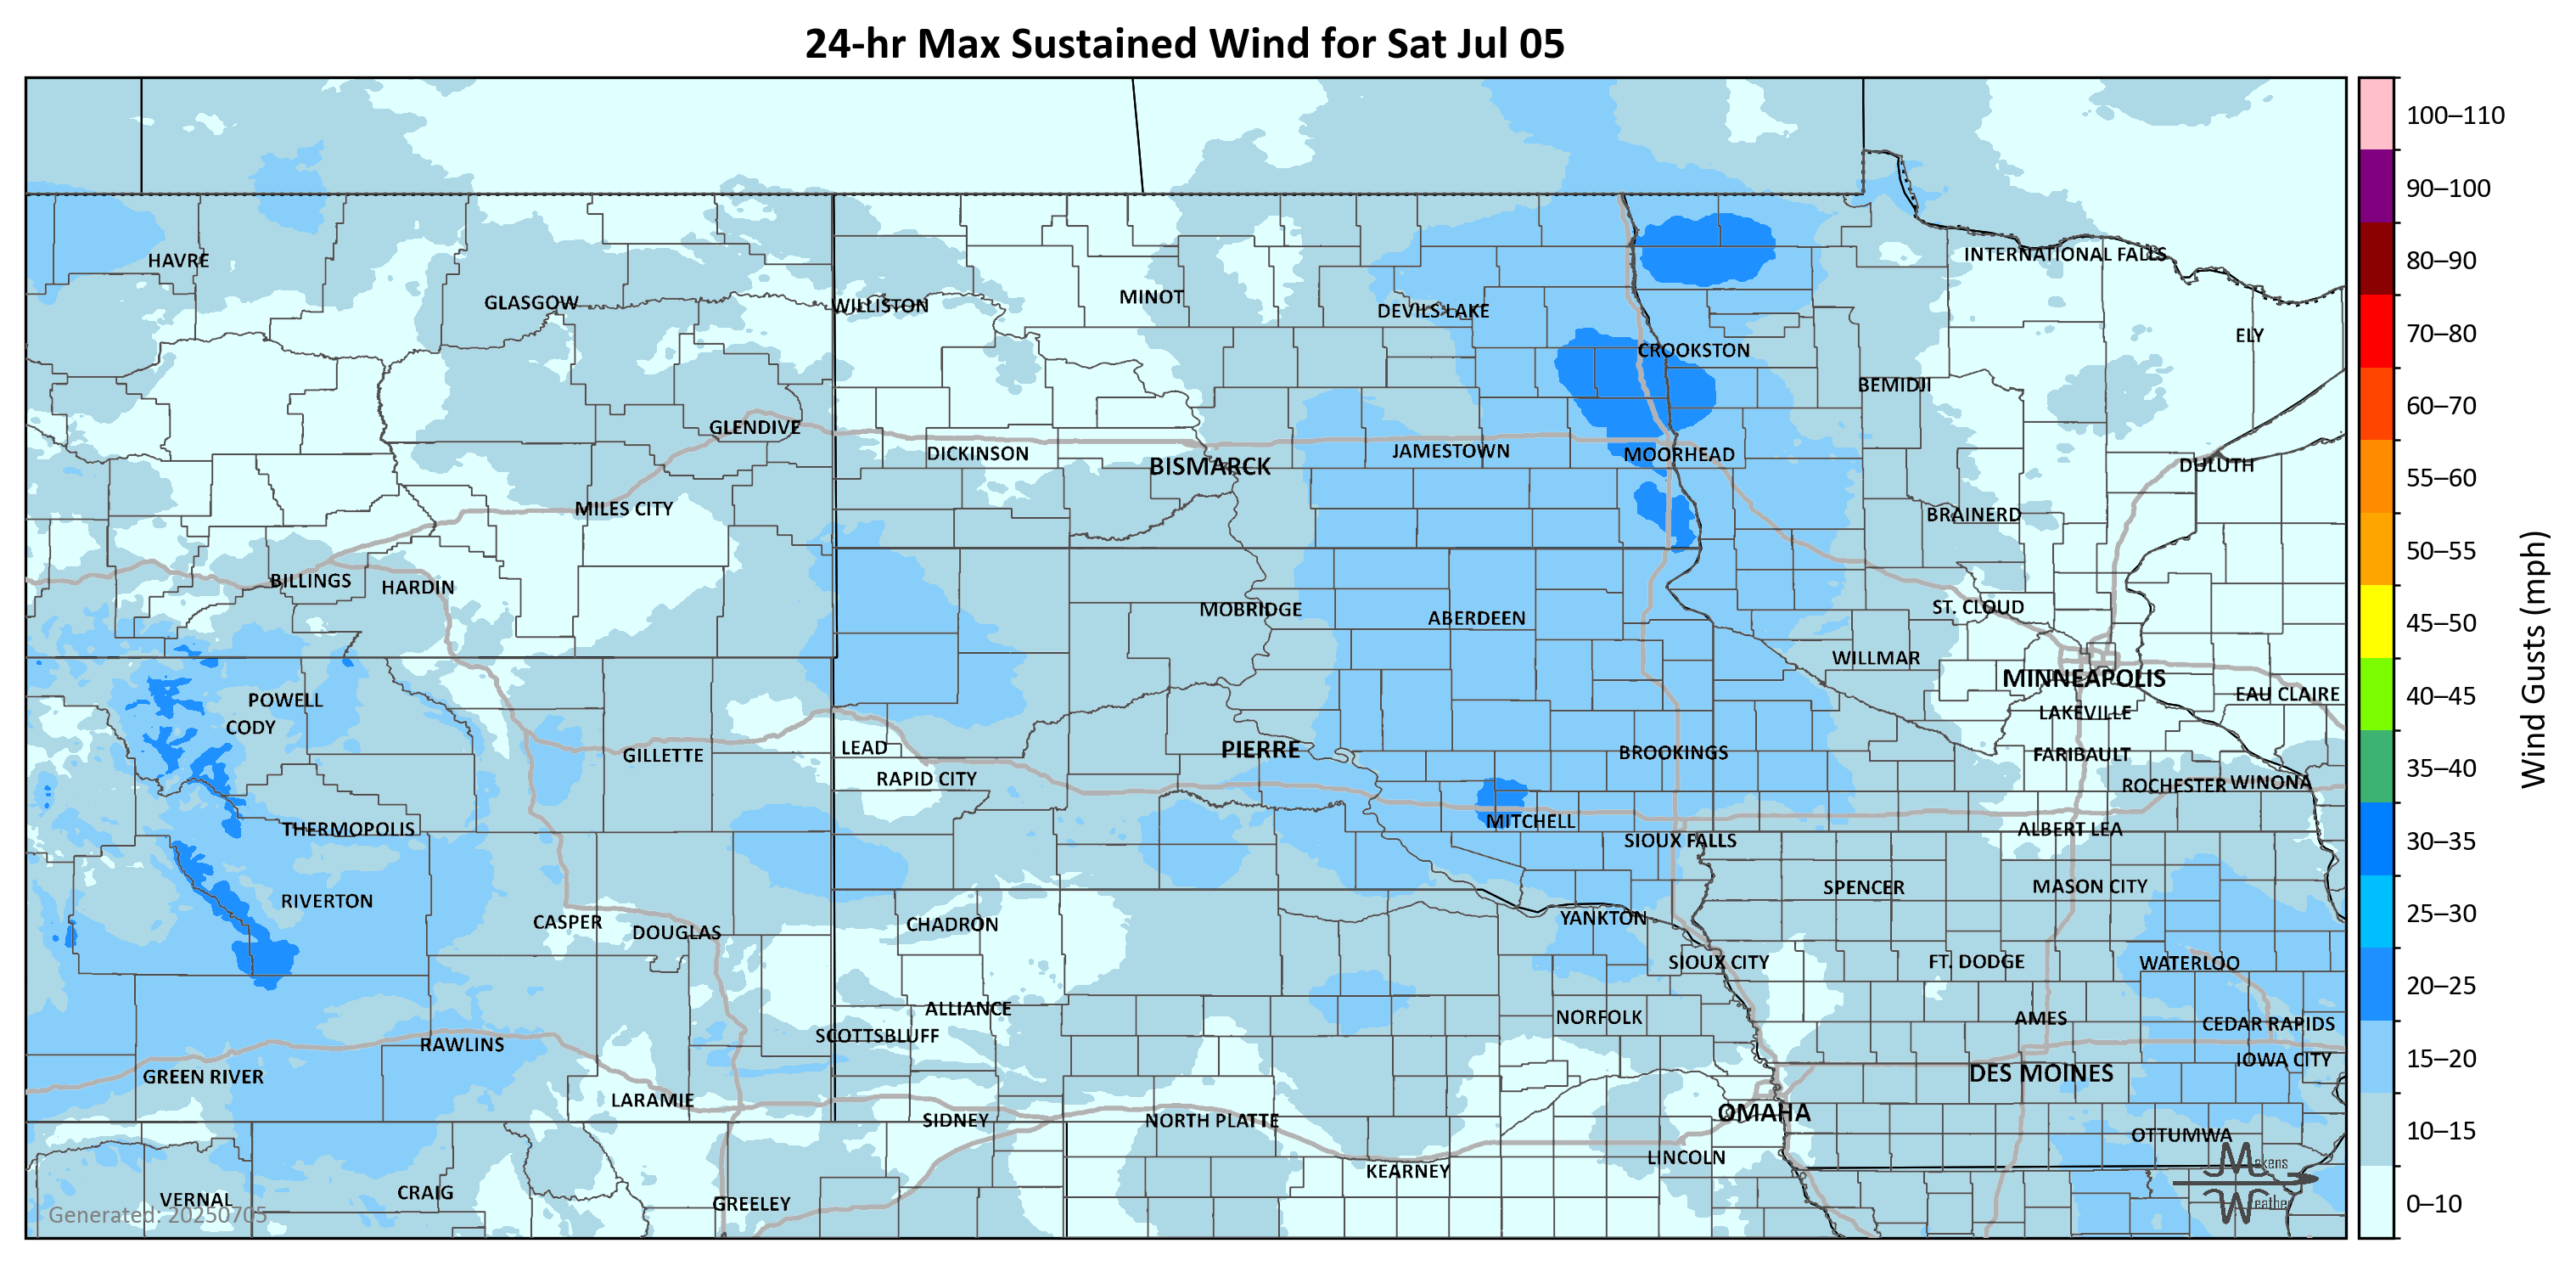 24-hr Max Sustained Wind for Sat Jul 05
100–110
90–100
80–90
70–80
60–70
55–60
50–55
45–50
40–45
35–40
30–35
25–30
20–25
15–20
10–15
0–10
Wind Gusts (mph)
HAVRE
INTERNATIONAL FALLS
GLASGOW
WILLISTON
MINOT
DEVILS LAKE
ELY
CROOKSTON
BEMIDJI
GLENDIVE
DICKINSON
BISMARCK
JAMESTOWN
MOORHEAD
DULUTH
MILES CITY
BRAINERD
BILLINGS
HARDIN
MOBRIDGE
ABERDEEN
ST. CLOUD
WILLMAR
MINNEAPOLIS
POWELL
EAU CLAIRE
CODY
LAKEVILLE
GILLETTE
LEAD
PIERRE
BROOKINGS
FARIBAULT
RAPID CITY
ROCHESTER
WINONA
THERMOPOLIS
MITCHELL
ALBERT LEA
SIOUX FALLS
RIVERTON
SPENCER
MASON CITY
CASPER
DOUGLAS
CHADRON
YANKTON
SIOUX CITY
FT. DODGE
WATERLOO
ALLIANCE
NORFOLK
AMES
CEDAR RAPIDS
SCOTTSBLUFF
RAWLINS
IOWA CITY
GREEN RIVER
DES MOINES
LARAMIE
SIDNEY
NORTH PLATTE
OMAHA
OTTUMWA
LINCOLN
KEARNEY
VERNAL
CRAIG
GREELEY
Makens
Weather
Generated: 20250705